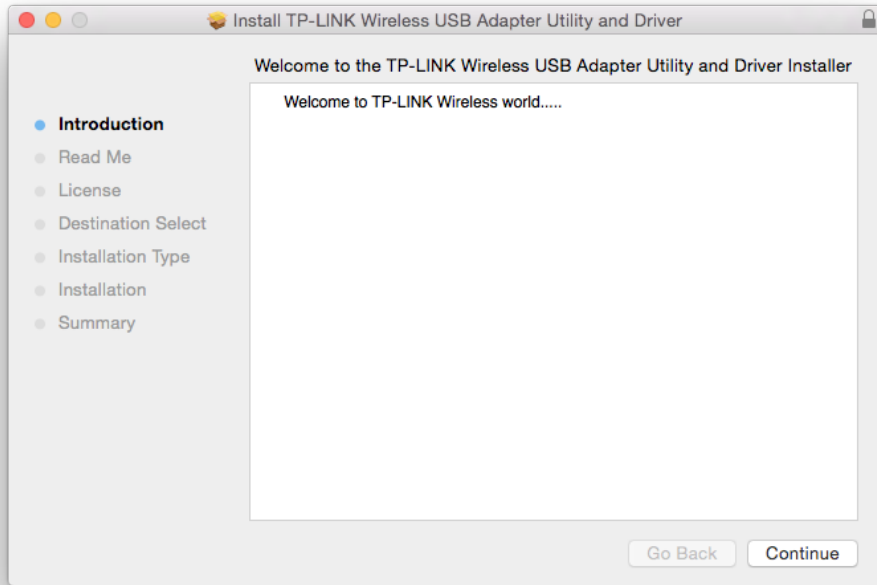 Install TP-LINK Wireless USB Adapter Utility and Driver
Welcome to the TP-LINK Wireless USB Adapter Utility and Driver Installer
Welcome to TP-LINK Wireless world.....
Introduction
Read Me
License
Destination Select
Installation Type
Installation
Summary
Go Back
Continue